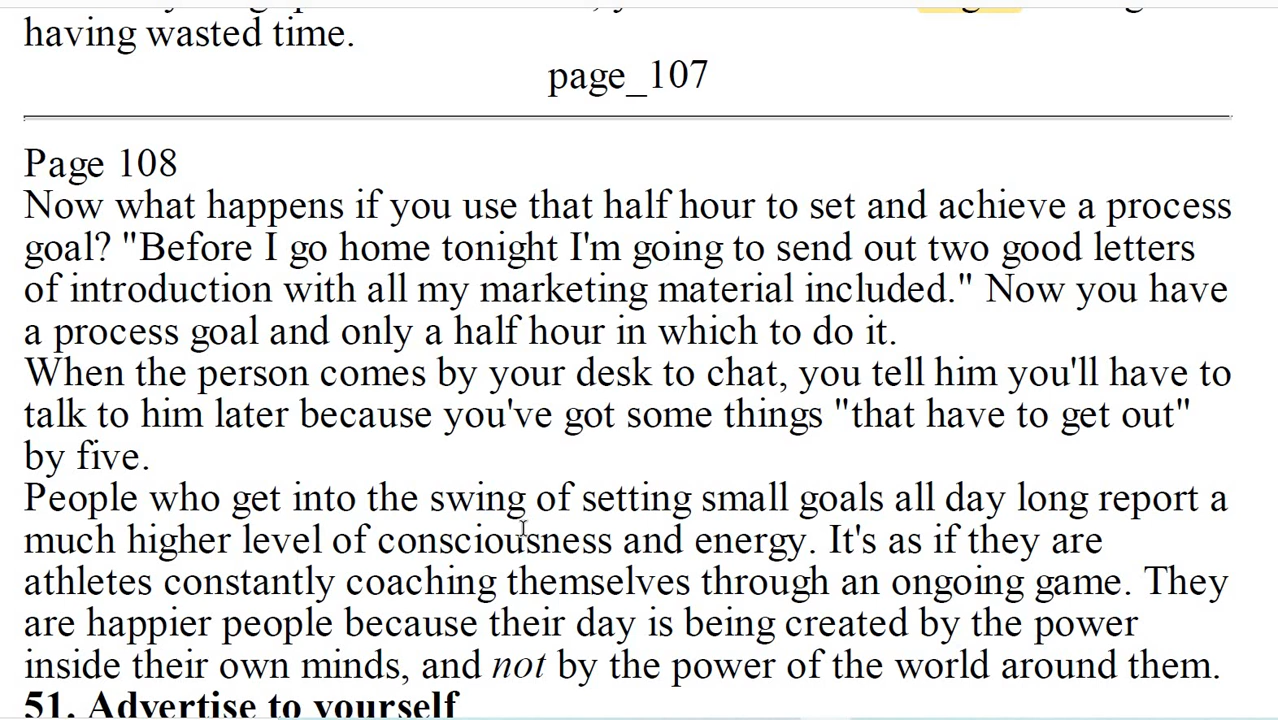 having wasted time.
page_107
Page 108
Now what happens if you use that half hour to set and achieve a process
goal? "Before I go home tonight I'm going to send out two good letters
of introduction with all my marketing material included." Now you have
a process goal and only a half hour in which to do it.
When the person comes by your desk to chat, you tell him you'll have to
talk to him later because you've got some things "that have to get out"
by five.
People who get into the swing of setting small goals all day long report a
much higher level of consciousness and energy. It's as if they are
athletes constantly coaching themselves through an ongoing game. They
are happier people because their day is being created by the power
inside their own minds, and not by the power of the world around them.
51. Advertise to yourself